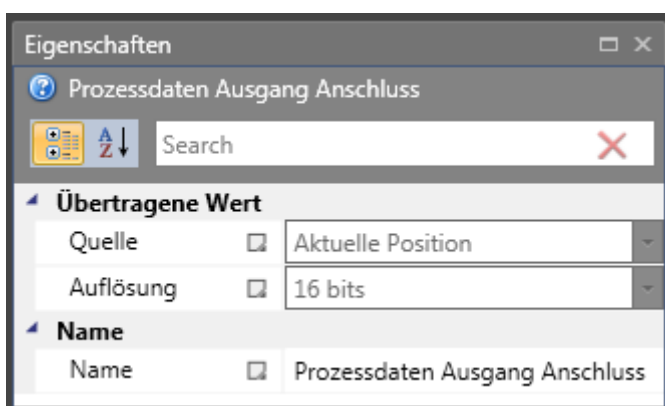 Eigenschaften
Prozessdaten Ausgang Anschluss
Search
Übertragene Wert
Quelle Aktuelle Position
Auflösung 16 bits
Name
Name Prozessdaten Ausgang Anschluss